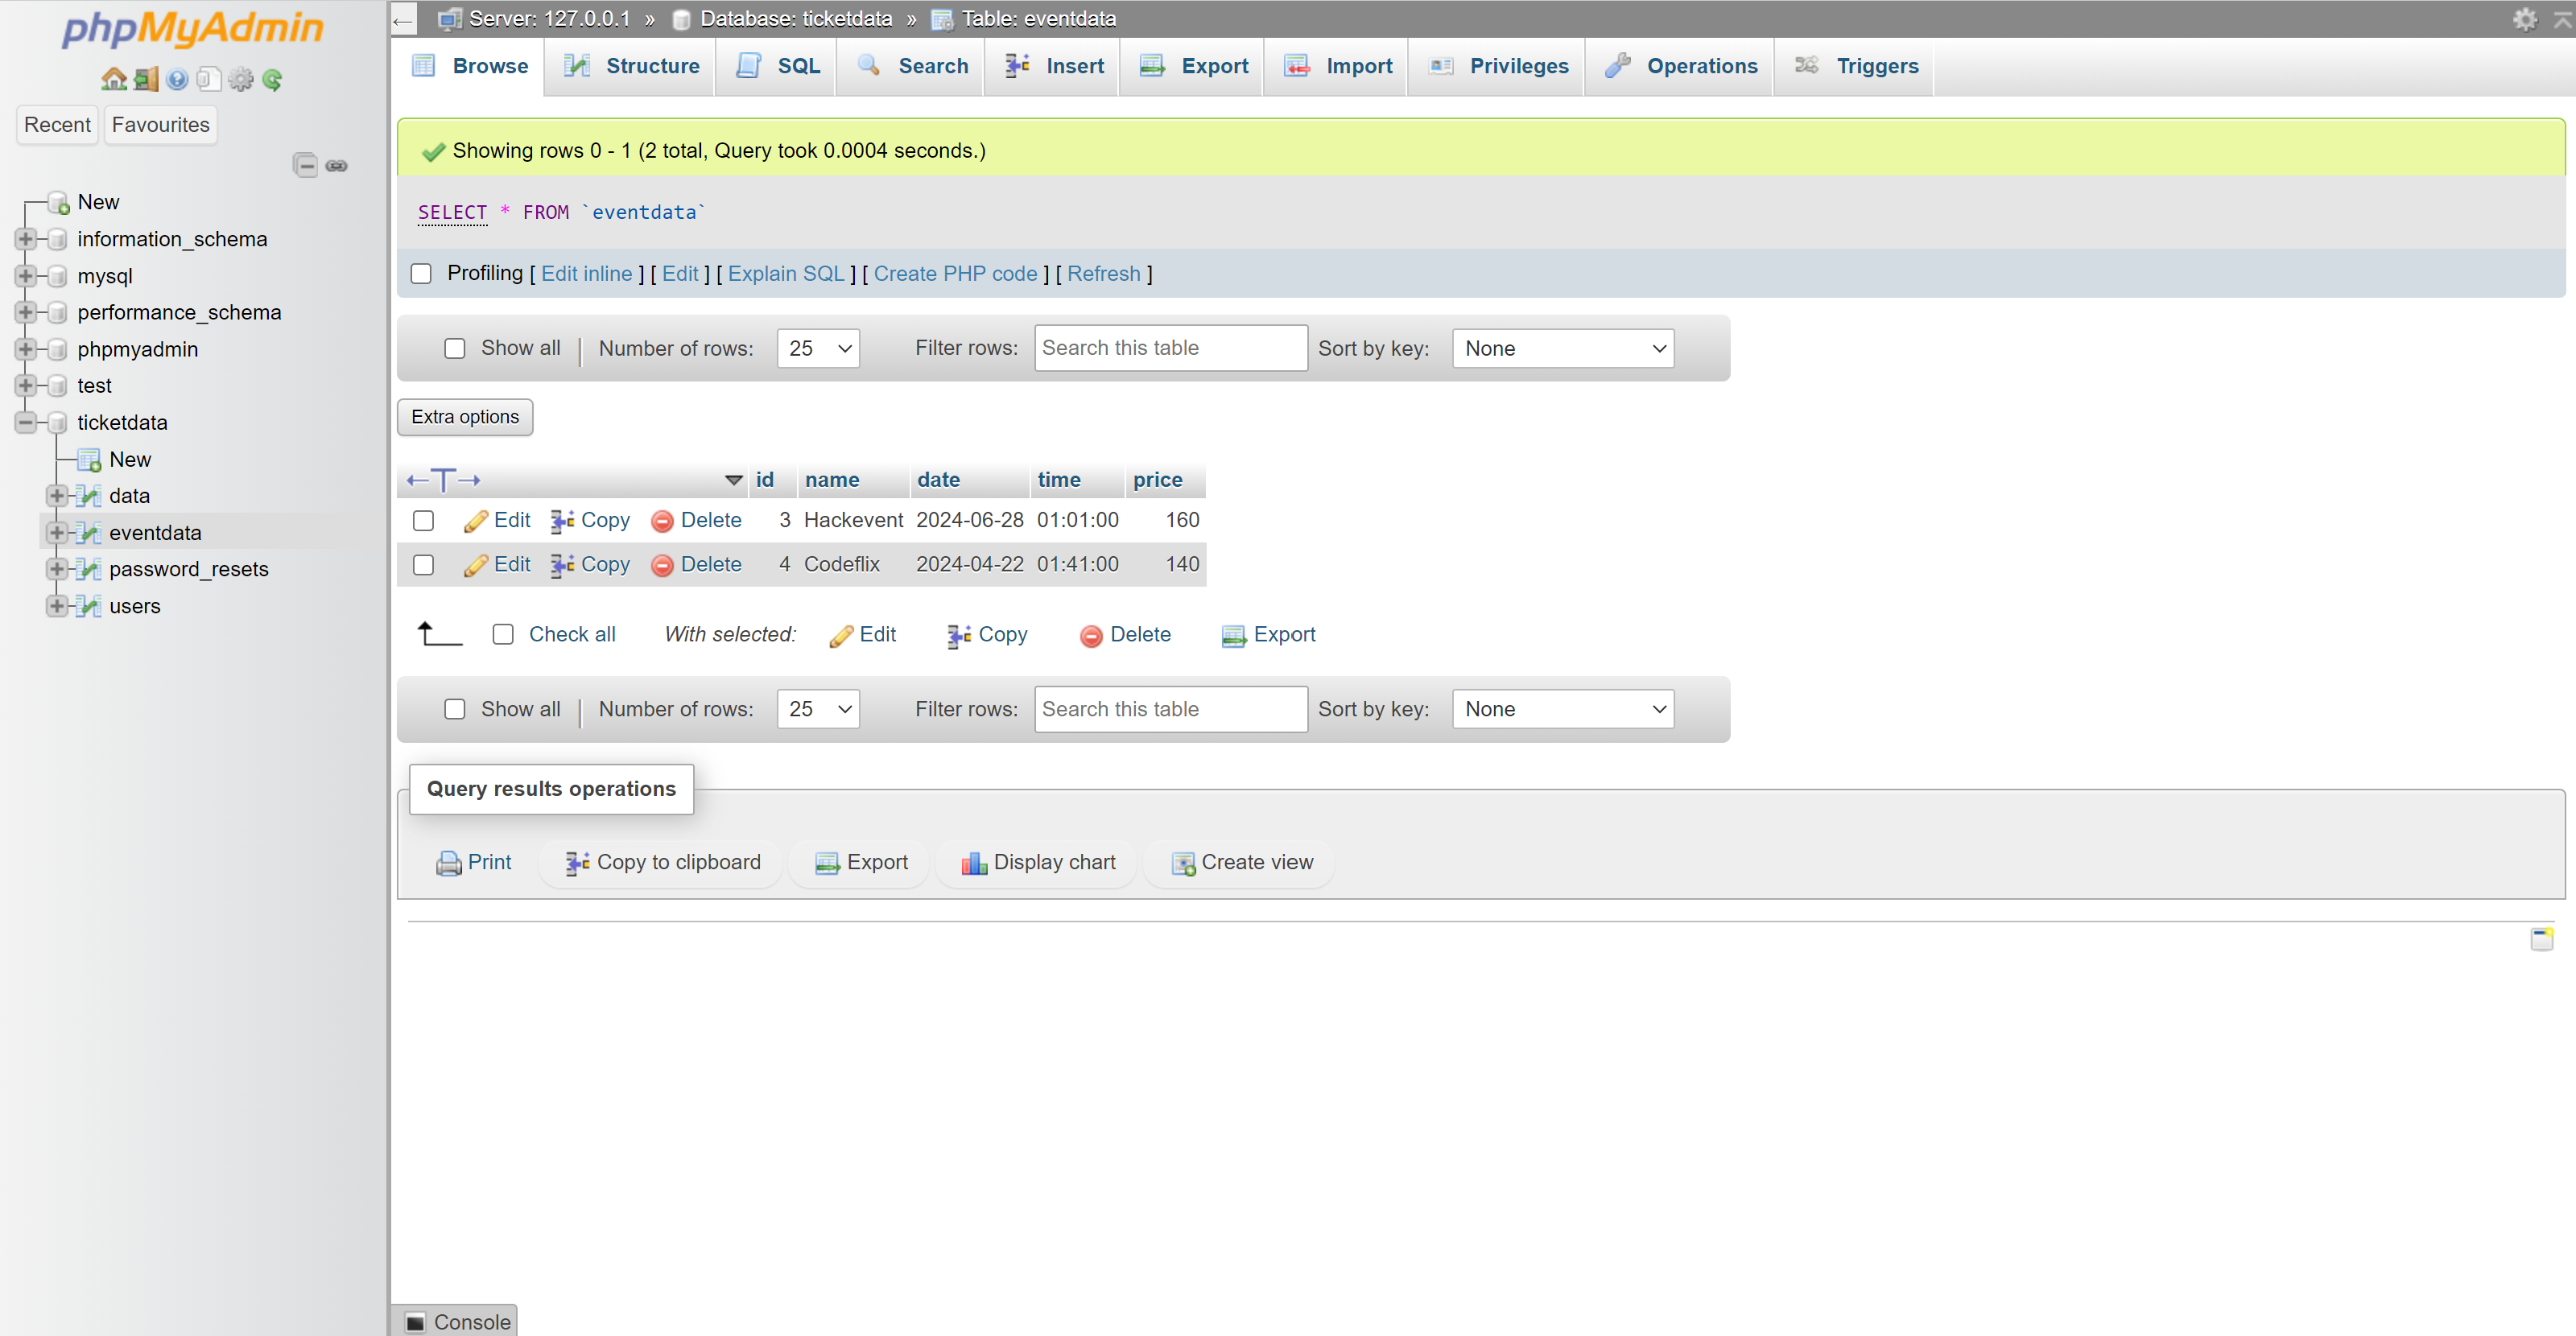 phpMyAdmin
Recent Favourites
New
information_schema
mysql
performance_schema
phpmyadmin
test
ticketdata
New
data
eventdata
password_resets
users
Server: 127.0.0.1 » Database: ticketdata » Table: eventdata
Browse Structure SQL Search Insert Export Import Privileges Operations Triggers
Showing rows 0 - 1 (2 total, Query took 0.0004 seconds.)
SELECT * FROM `eventdata`
Profiling [ Edit inline ] [ Edit ] [ Explain SQL ] [ Create PHP code ] [ Refresh ]
Show all | Number of rows: 25 Filter rows: Search this table Sort by key: None
Extra options
←T→ id name date time price
Edit Copy Delete 3 Hackevent 2024-06-28 01:01:00 160
Edit Copy Delete 4 Codeflix 2024-04-22 01:41:00 140
Check all With selected: Edit Copy Delete Export
Show all | Number of rows: 25 Filter rows: Search this table Sort by key: None
Query results operations
Print Copy to clipboard Export Display chart Create view
Console